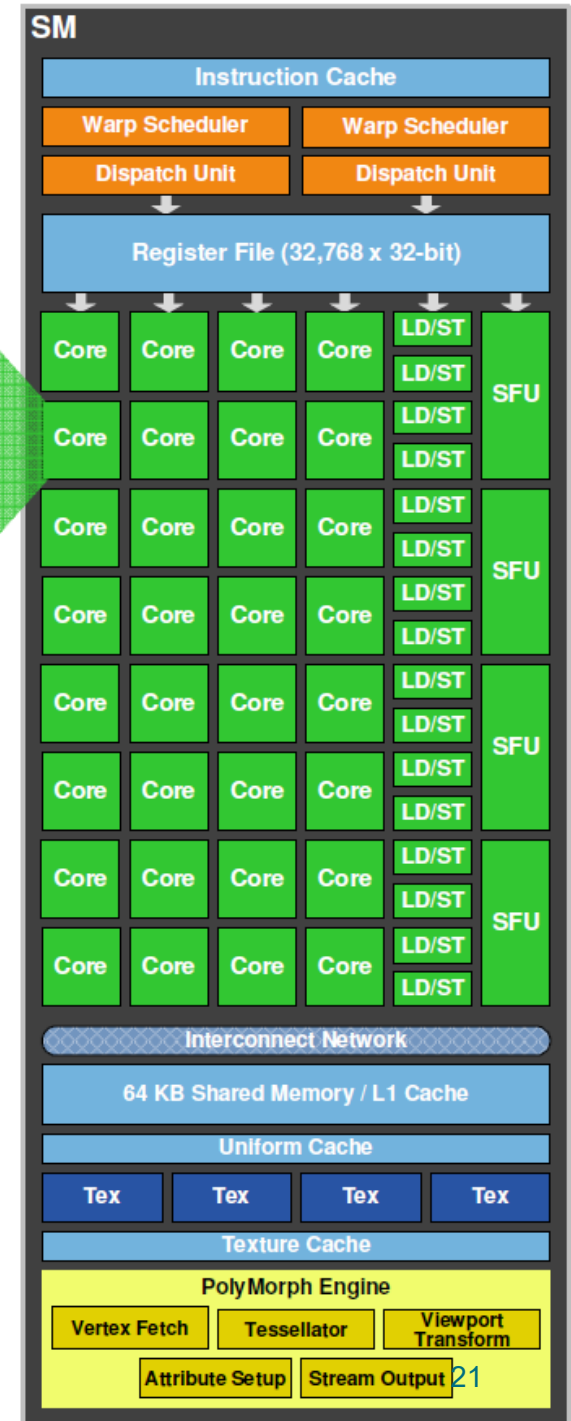 SM
Instruction Cache
Warp Scheduler Warp Scheduler
Dispatch Unit Dispatch Unit
Register File (32,768 x 32-bit)
Core Core Core Core LD/ST SFU
LD/ST
Core Core Core Core LD/ST
LD/ST
Core Core Core Core LD/ST SFU
LD/ST
Core Core Core Core LD/ST
LD/ST
Core Core Core Core LD/ST SFU
LD/ST
Core Core Core Core LD/ST
LD/ST
Core Core Core Core LD/ST SFU
LD/ST
Core Core Core Core LD/ST
LD/ST
Interconnect Network
64 KB Shared Memory / L1 Cache
Uniform Cache
Tex Tex Tex Tex
Texture Cache
PolyMorph Engine
Vertex Fetch Tessellator Viewport
Transform
Attribute Setup Stream Output 21